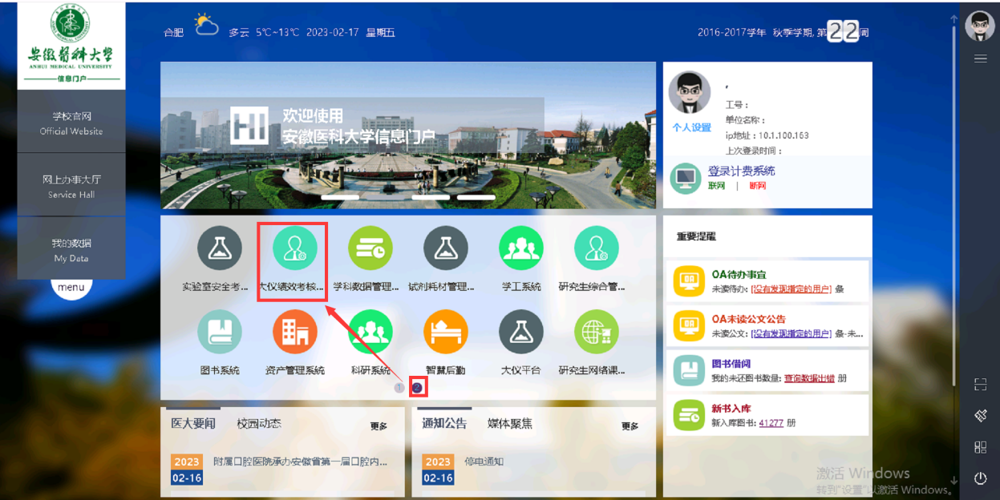 安徽醫科大學
ANHUI MEDICAL UNIVERSITY
信息门户
学校官网
Official Website
网上办事大厅
Service Hall
我的数据
My Data
menu
合肥
多云 5℃~13℃ 2023-02-17 星期五
2016-2017学年 秋季学期,第22周
欢迎使用
安徽医科大学信息门户
,
工号：
单位名称：
个人设置
ip地址：10.1.100.163
上次登录时间：
登录计费系统
联网 | 断网
实验室安全考...
大仪绩效考核...
学科数据管理...
试剂耗材管理...
学工系统
研究生综合管...
图书系统
资产管理系统
科研系统
智慧后勤
大仪平台
研究生网络课...
1 2
重要提醒
OA待办事宜
未读待办: [没有发现指定的用户] 条
OA未读公文公告
未读公文: [没有发现指定的用户] 条-未...
图书借阅
我的未还图书数量: 查询数据出错 册
新书入库
新入库图书: 41277 册
医大要闻 校园动态 更多
2023
02-16
附属口腔医院承办安徽省第一届口腔内...
通知公告 媒体聚焦 更多
2023
02-16
停电通知
激活 Windows
转到"设置"以激活 Windows。